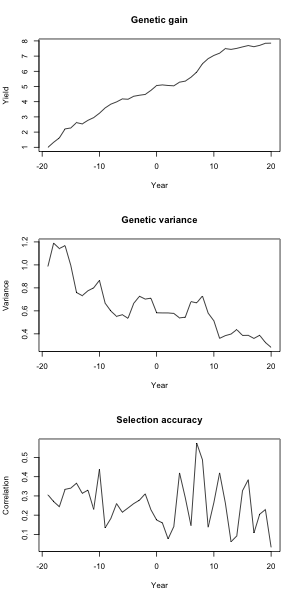 Genetic gain
8
7
6
5
4
3
2
1
Yield
-20 -10 0 10 20
Year
Genetic variance
1.2
1.0
0.8
0.6
0.4
Variance
-20 -10 0 10 20
Year
Selection accuracy
0.5
0.4
0.3
0.2
0.1
Correlation
-20 -10 0 10 20
Year